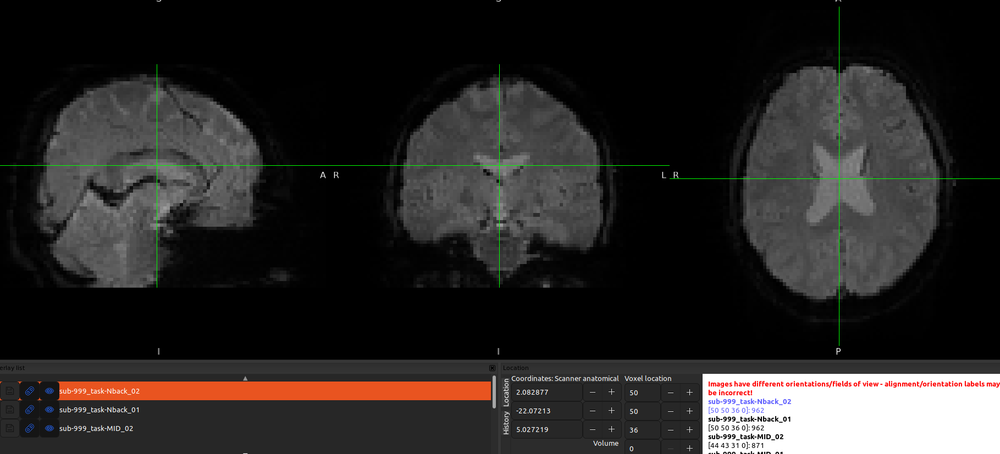 A R
L R
I
I
P
erlay list
sub-999_task-Nback_02
sub-999_task-Nback_01
sub-999_task-MID_02
Location
Location
History
Coordinates: Scanner anatomical
Voxel location
2.082877
50
-22.07213
50
5.027219
36
Volume
0
Images have different orientations/fields of view - alignment/orientation labels may
be incorrect!
sub-999_task-Nback_02
[50 50 36 0]: 962
sub-999_task-Nback_01
[50 50 36 0]: 962
sub-999_task-MID_02
[44 43 31 0]: 871
sub-999_task-MID_01